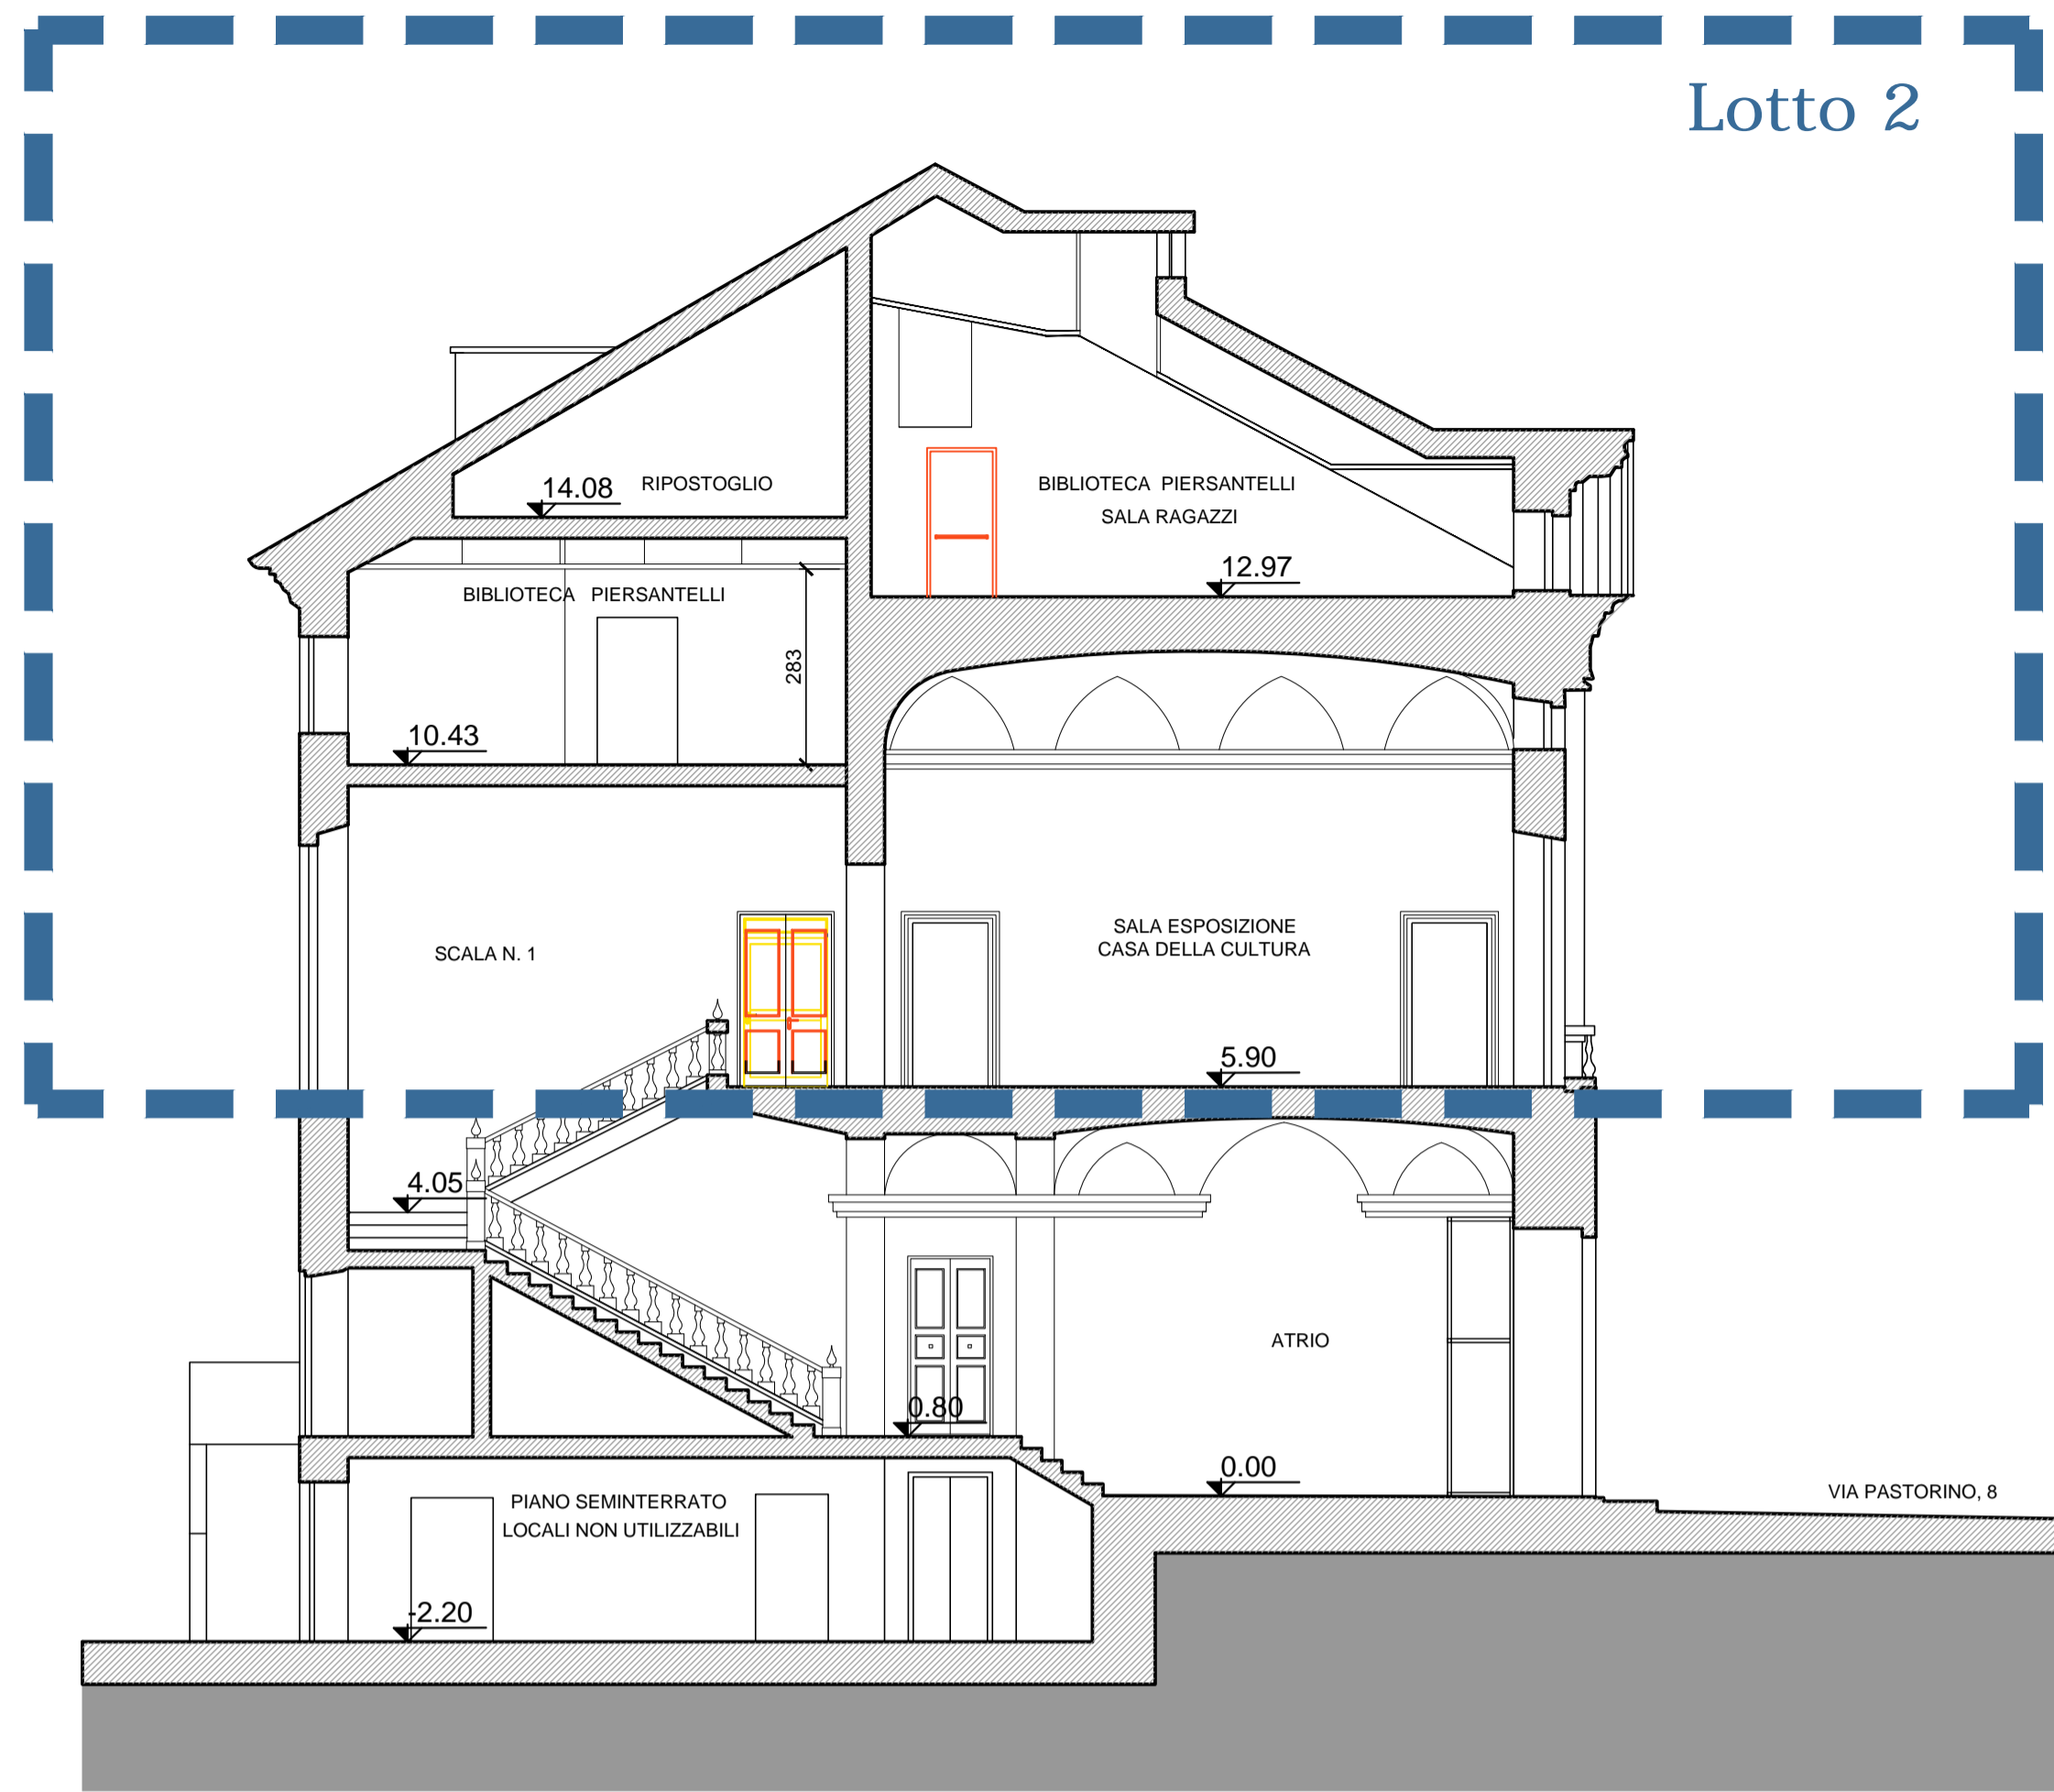 Lotto 2
14.08
RIPOSTOGLIO
BIBLIOTECA PIERSANTELLI
SALA RAGAZZI
12.97
BIBLIOTECA PIERSANTELLI
283
10.43
SCALA N. 1
SALA ESPOSIZIONE
CASA DELLA CULTURA
5.90
4.05
ATRIO
0.80
0.00
VIA PASTORINO, 8
PIANO SEMINTERRATO
LOCALI NON UTILIZZABILI
-2.20